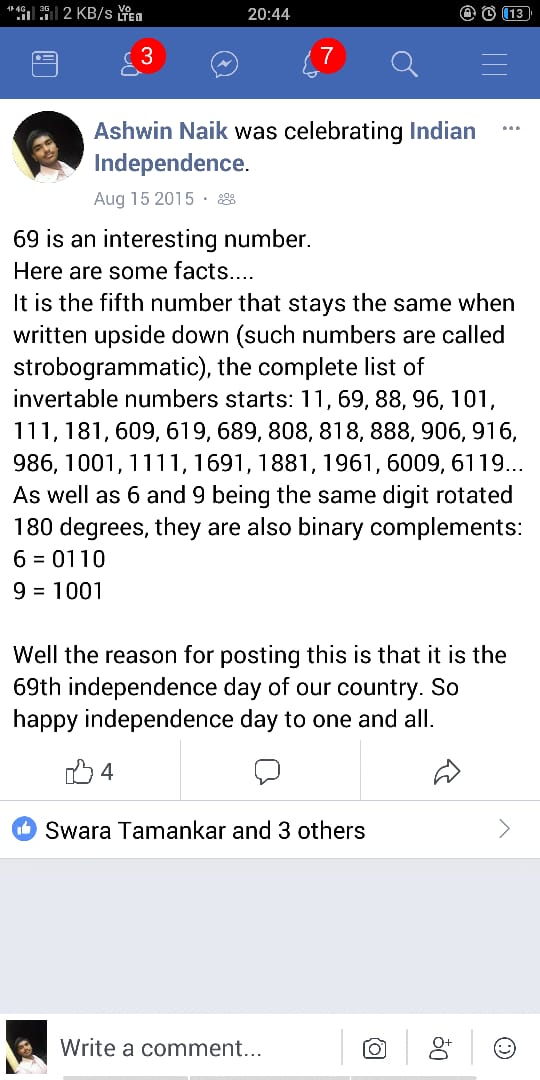 4G 3G 2 KB/s Vo LTE 20:44 13
3 7
Ashwin Naik was celebrating Indian
Independence.
Aug 15 2015 ·
69 is an interesting number.
Here are some facts....
It is the fifth number that stays the same when
written upside down (such numbers are called
strobogrammatic), the complete list of
invertable numbers starts: 11, 69, 88, 96, 101,
111, 181, 609, 619, 689, 808, 818, 888, 906, 916,
986, 1001, 1111, 1691, 1881, 1961, 6009, 6119...
As well as 6 and 9 being the same digit rotated
180 degrees, they are also binary complements:
6 = 0110
9 = 1001
Well the reason for posting this is that it is the
69th independence day of our country. So
happy independence day to one and all.
4
Swara Tamankar and 3 others
Write a comment...